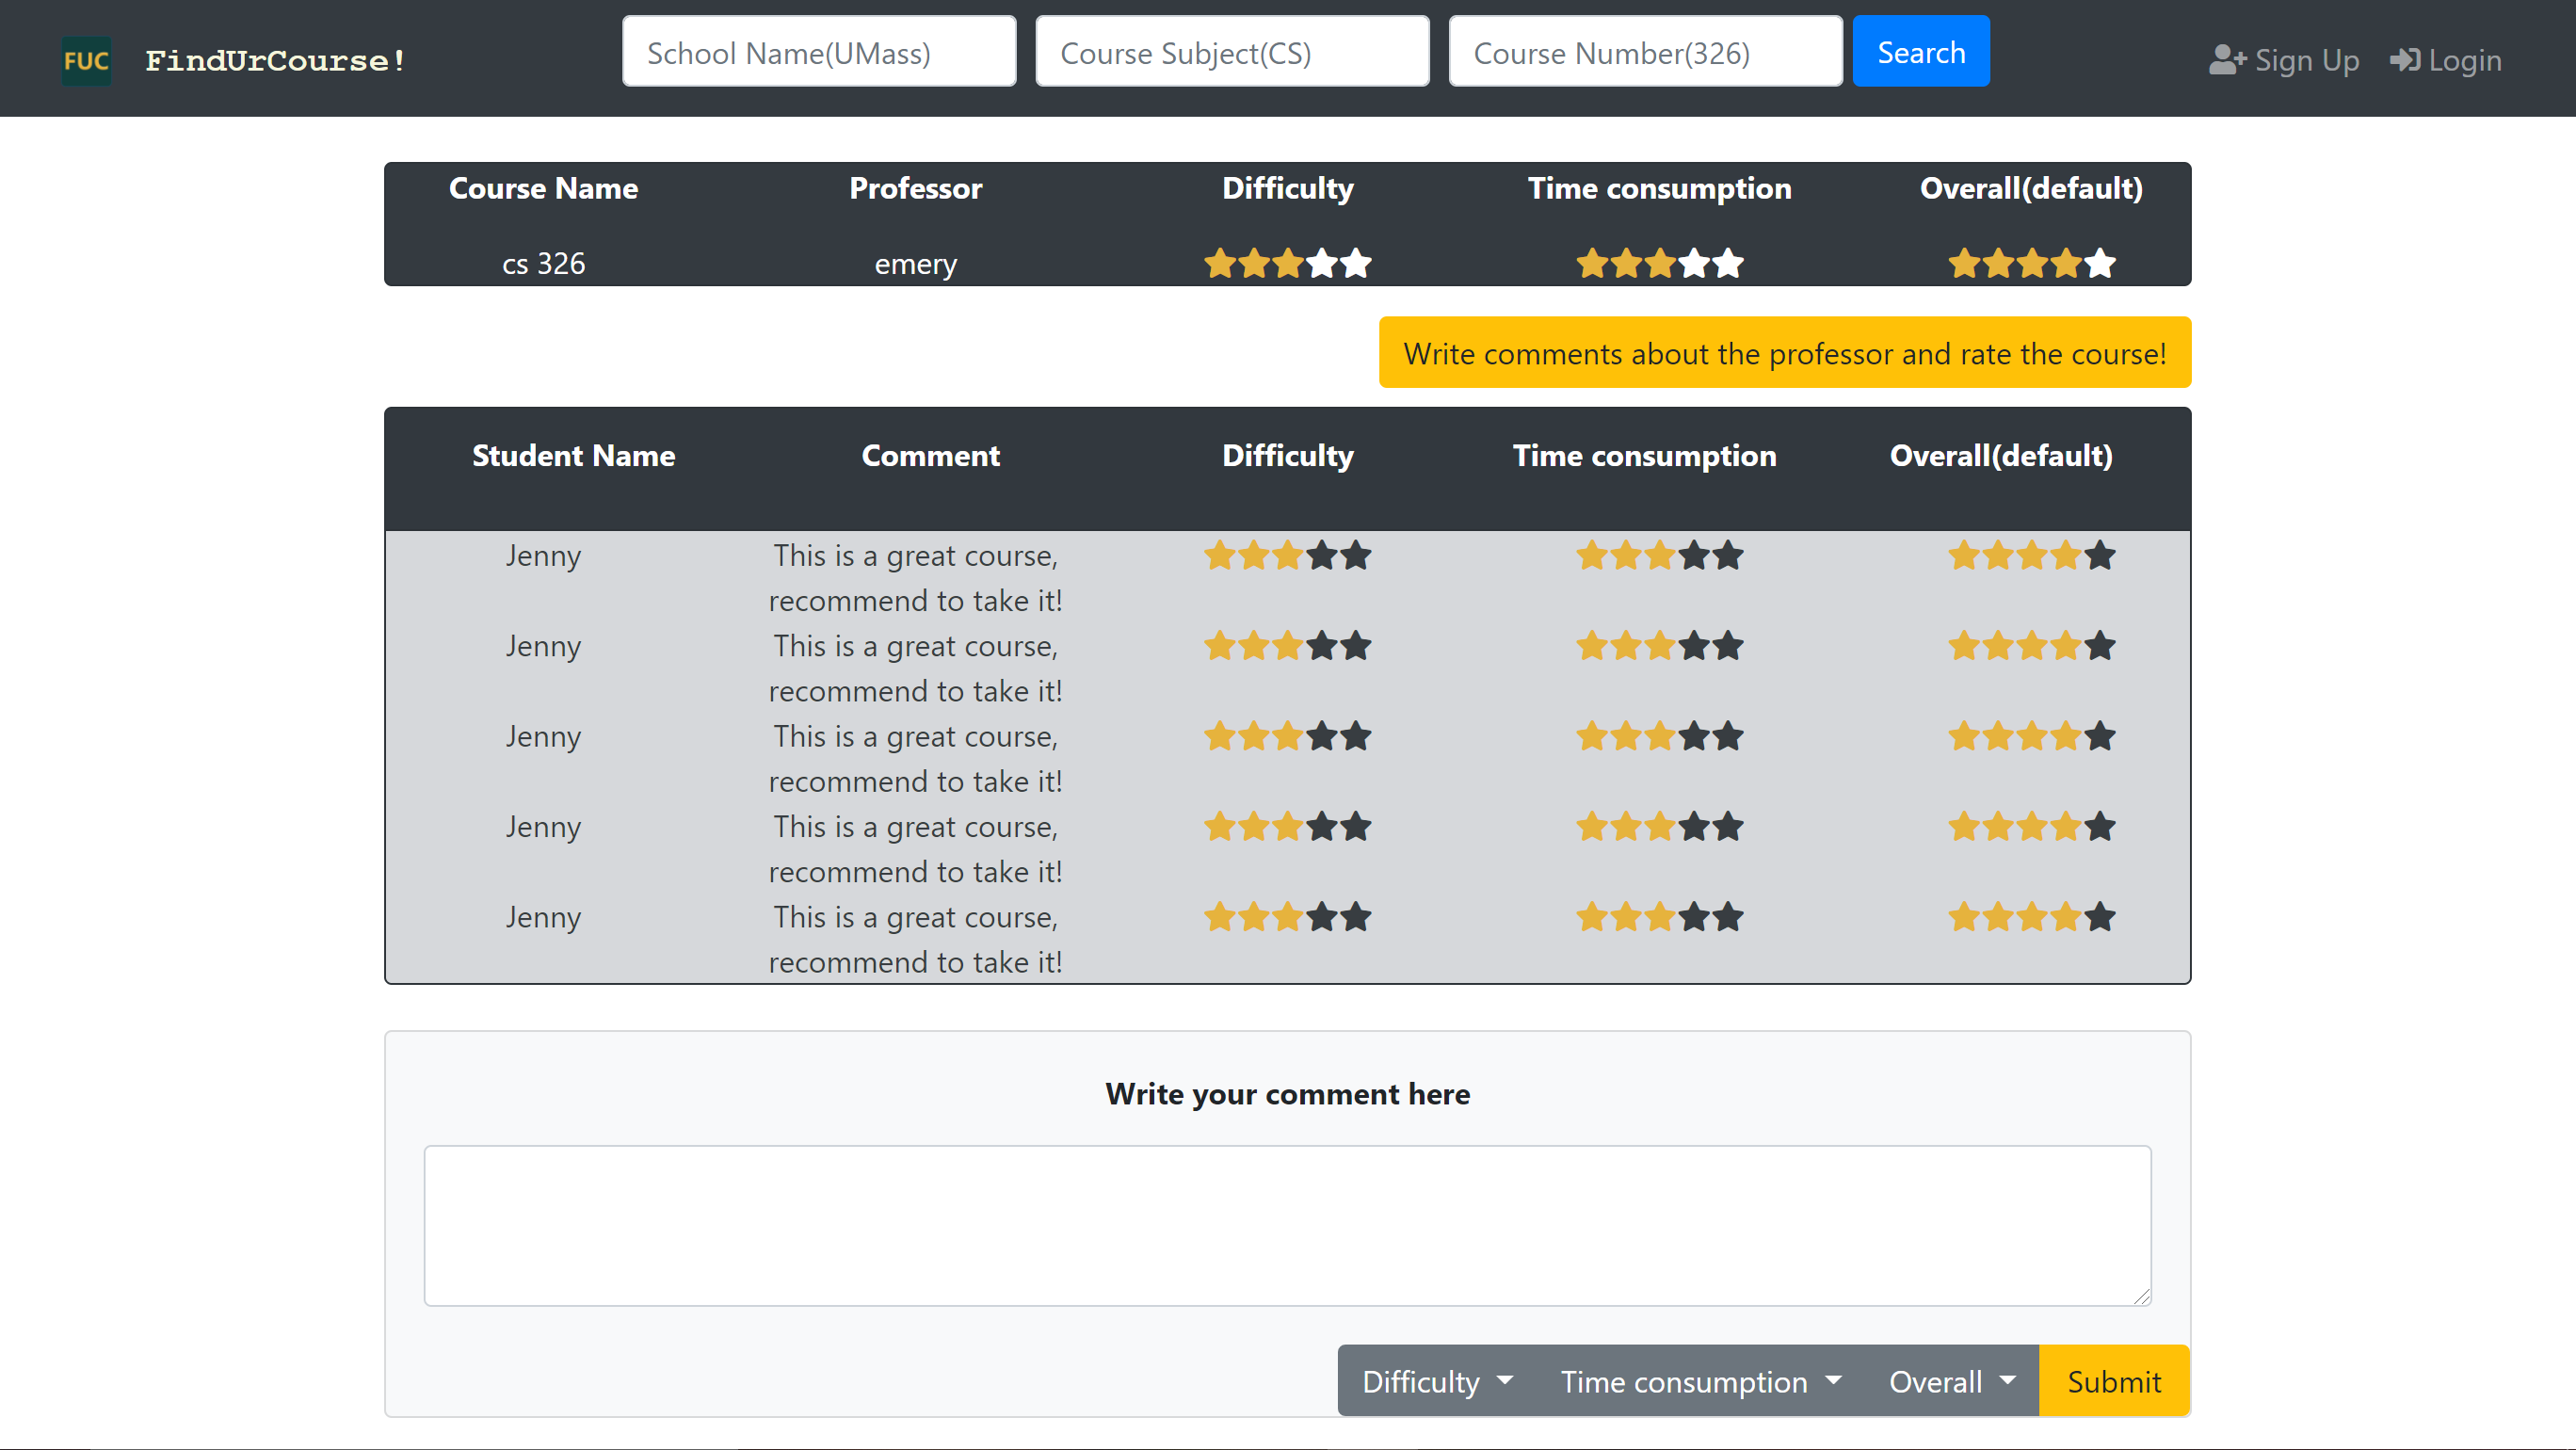 FUC FindUrCourse! School Name(UMass) Course Subject(CS) Course Number(326) Search Sign Up Login
Course Name Professor Difficulty Time consumption Overall(default)
cs 326 emery
Write comments about the professor and rate the course!
Student Name Comment Difficulty Time consumption Overall(default)
Jenny This is a great course,
recommend to take it!
Jenny This is a great course,
recommend to take it!
Jenny This is a great course,
recommend to take it!
Jenny This is a great course,
recommend to take it!
Jenny This is a great course,
recommend to take it!
Write your comment here
Difficulty Time consumption Overall Submit